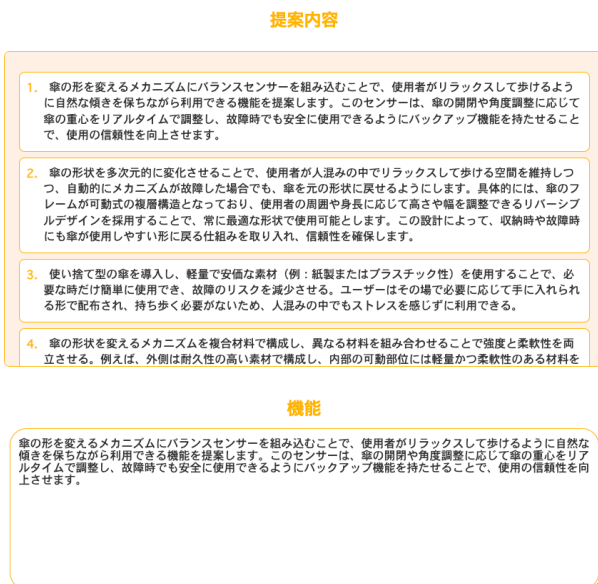 提案内容
1. 傘の形を変えるメカニズムにバランスセンサーを組み込むことで、使用者がリラックスして歩けるよう
に自然な傾きを保ちながら利用できる機能を提案します。このセンサーは、傘の開閉や角度調整に応じて
傘の重心をリアルタイムで調整し、故障時でも安全に使用できるようにバックアップ機能を持たせること
で、使用の信頼性を向上させます。
2. 傘の形状を多次元的に変化させることで、使用者が人混みの中でリラックスして歩ける空間を維持しつ
つ、自動的にメカニズムが故障した場合でも、傘を元の形状に戻せるようにします。具体的には、傘のフ
レームが可動式の複層構造となっており、使用者の周囲や身長に応じて高さや幅を調整できるリバーシブ
ルデザインを採用することで、常に最適な形状で使用可能とします。この設計によって、収納時や故障時
にも傘が使用しやすい形に戻る仕組みを取り入れ、信頼性を確保します。
3. 使い捨て型の傘を導入し、軽量で安価な素材（例：紙製またはプラスチック性）を使用することで、必
要な時だけ簡単に使用でき、故障のリスクを減少させる。ユーザーはその場で必要に応じて手に入れられ
る形で配布され、持ち歩く必要がないため、人混みの中でもストレスを感じずに利用できる。
4. 傘の形状を変えるメカニズムを複合材料で構成し、異なる材料を組み合わせることで強度と柔軟性を両
立させる。例えば、外側は耐久性の高い素材で構成し、内部の可動部位には軽量かつ柔軟性のある材料を
機能
傘の形を変えるメカニズムにバランスセンサーを組み込むことで、使用者がリラックスして歩けるように自然な
傾きを保ちながら利用できる機能を提案します。このセンサーは、傘の開閉や角度調整に応じて傘の重心をリア
ルタイムで調整し、故障時でも安全に使用できるようにバックアップ機能を持たせることで、使用の信頼性を向
上させます。